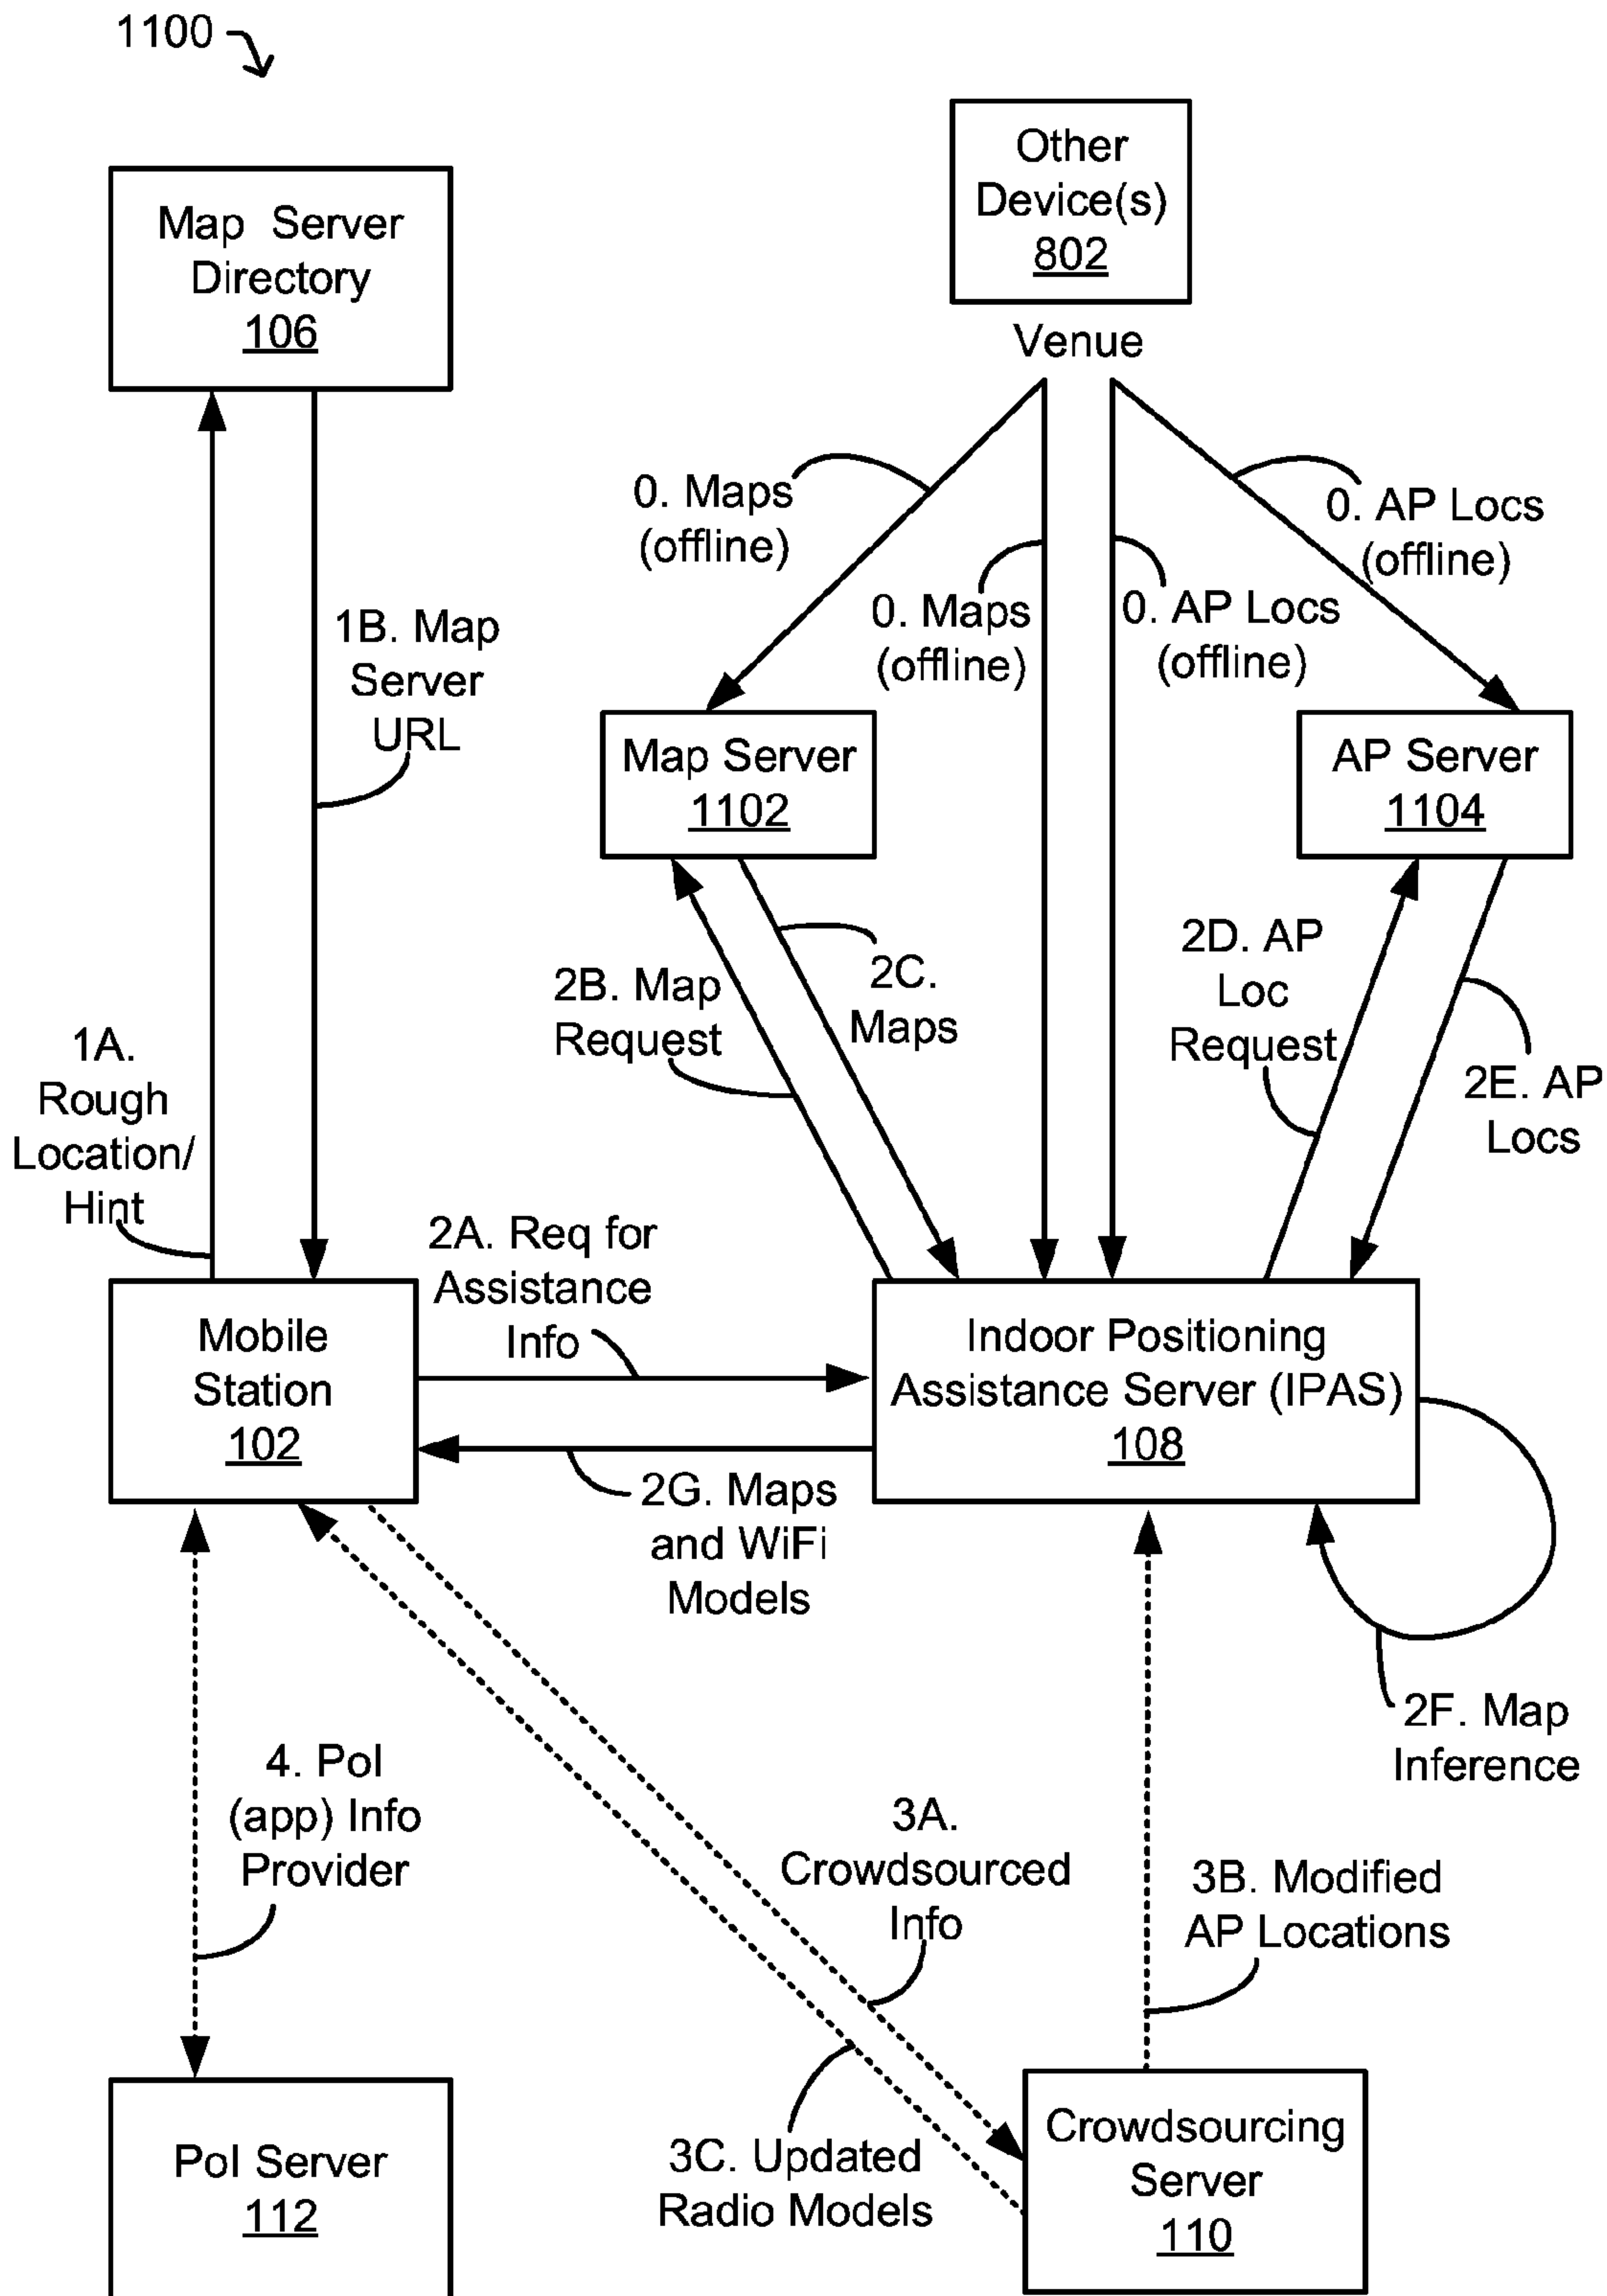 1100
Other
Device(s)
802
Map Server
Directory
106
Venue
0. Maps
(offline)
0. AP Locs
(offline)
0. Maps
(offline)
0. AP Locs
(offline)
1B. Map
Server
URL
Map Server
1102
AP Server
1104
2B. Map
Request
2C.
Maps
2D. AP
Loc
Request
2E. AP
Locs
1A.
Rough
Location/
Hint
2A. Req for
Assistance
Info
Mobile
Station
102
Indoor Positioning
Assistance Server (IPAS)
108
2G. Maps
and WiFi
Models
2F. Map
Inference
4. PoI
(app) Info
Provider
3A.
Crowdsourced
Info
3B. Modified
AP Locations
3C. Updated
Radio Models
PoI Server
112
Crowdsourcing
Server
110